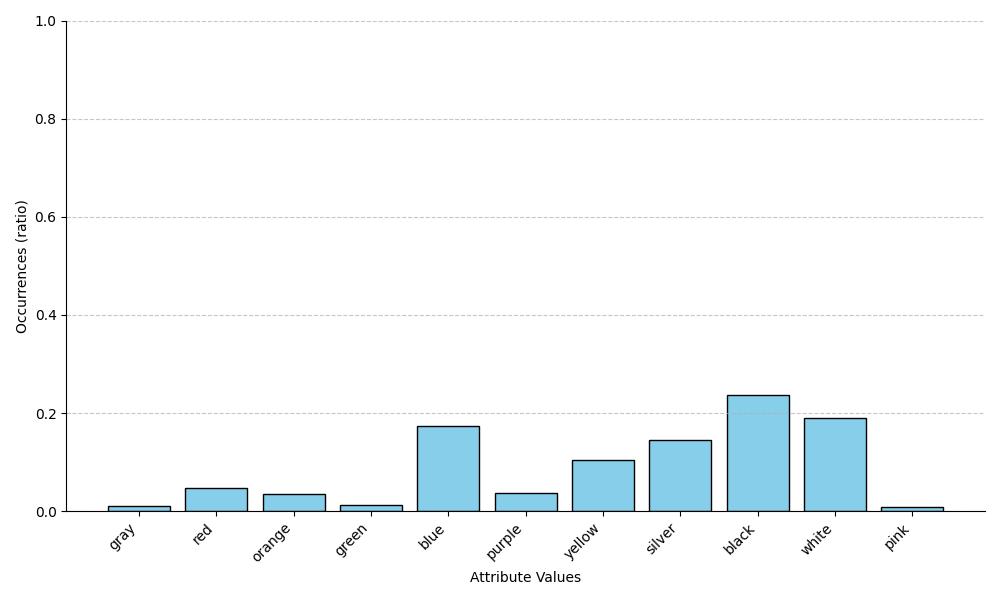 1.0
0.8
0.6
0.4
0.2
0.0
Occurrences (ratio)
gray
red
orange
green
blue
purple
yellow
silver
black
white
pink
Attribute Values